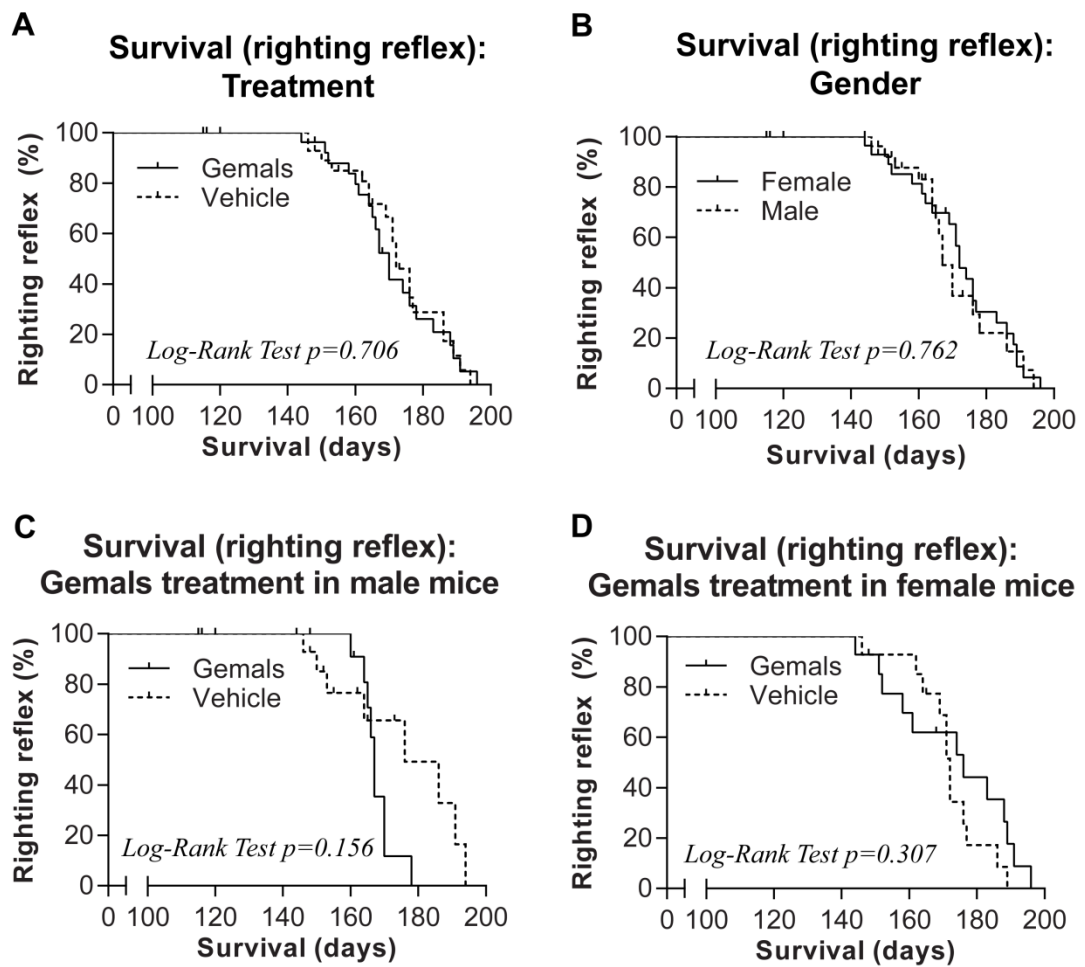 A
Survival (righting reflex):
Treatment
Righting reflex (%)
100
80
60
40
20
0
Gemals
Vehicle
Log-Rank Test p=0.706
0 100 120 140 160 180 200
Survival (days)
B
Survival (righting reflex):
Gender
Righting reflex (%)
100
80
60
40
20
0
Female
Male
Log-Rank Test p=0.762
0 100 120 140 160 180 200
Survival (days)
C
Survival (righting reflex):
Gemals treatment in male mice
Righting reflex (%)
100
80
60
40
20
0
Gemals
Vehicle
Log-Rank Test p=0.156
0 100 120 140 160 180 200
Survival (days)
D
Survival (righting reflex):
Gemals treatment in female mice
Righting reflex (%)
100
80
60
40
20
0
Gemals
Vehicle
Log-Rank Test p=0.307
0 100 120 140 160 180 200
Survival (days)